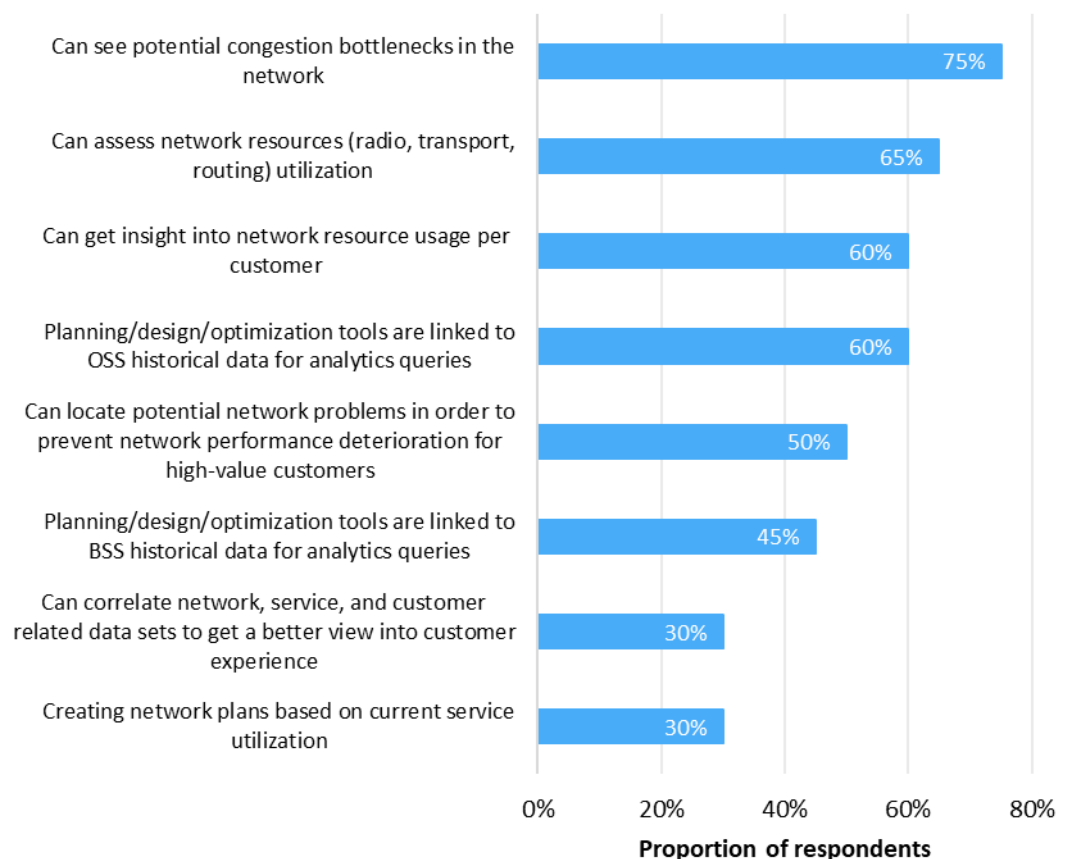 Can see potential congestion bottlenecks in the
network
75%
Can assess network resources (radio, transport,
routing) utilization
65%
Can get insight into network resource usage per
customer
60%
Planning/design/optimization tools are linked to
OSS historical data for analytics queries
60%
Can locate potential network problems in order to
prevent network performance deterioration for
high-value customers
50%
Planning/design/optimization tools are linked to
BSS historical data for analytics queries
45%
Can correlate network, service, and customer
related data sets to get a better view into customer
experience
30%
Creating network plans based on current service
utilization
30%
0% 20% 40% 60% 80%
Proportion of respondents